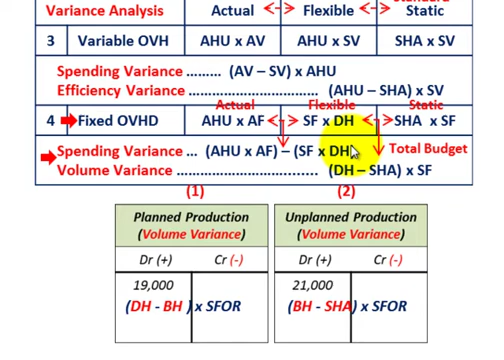 Standard
Variance Analysis Actual <-> Flexible <-> Static
3 Variable OVH AHU x AV AHU x SV SHA x SV
Spending Variance ......... (AV – SV) x AHU
Efficiency Variance ........................ (AHU – SHA) x SV
Actual Flexible Static
4 Fixed OVHD AHU x AF <-> SF x DH <-> SHA x SF
Spending Variance ... (AHU x AF) – (SF x DH) Total Budget
Volume Variance ................................ (DH – SHA) x SF
(1) (2)
Planned Production Unplanned Production
(Volume Variance) (Volume Variance)
Dr (+) Cr (-) Dr (+) Cr (-)
19,000 21,000
(DH - BH ) x SFOR (BH - SHA) x SFOR